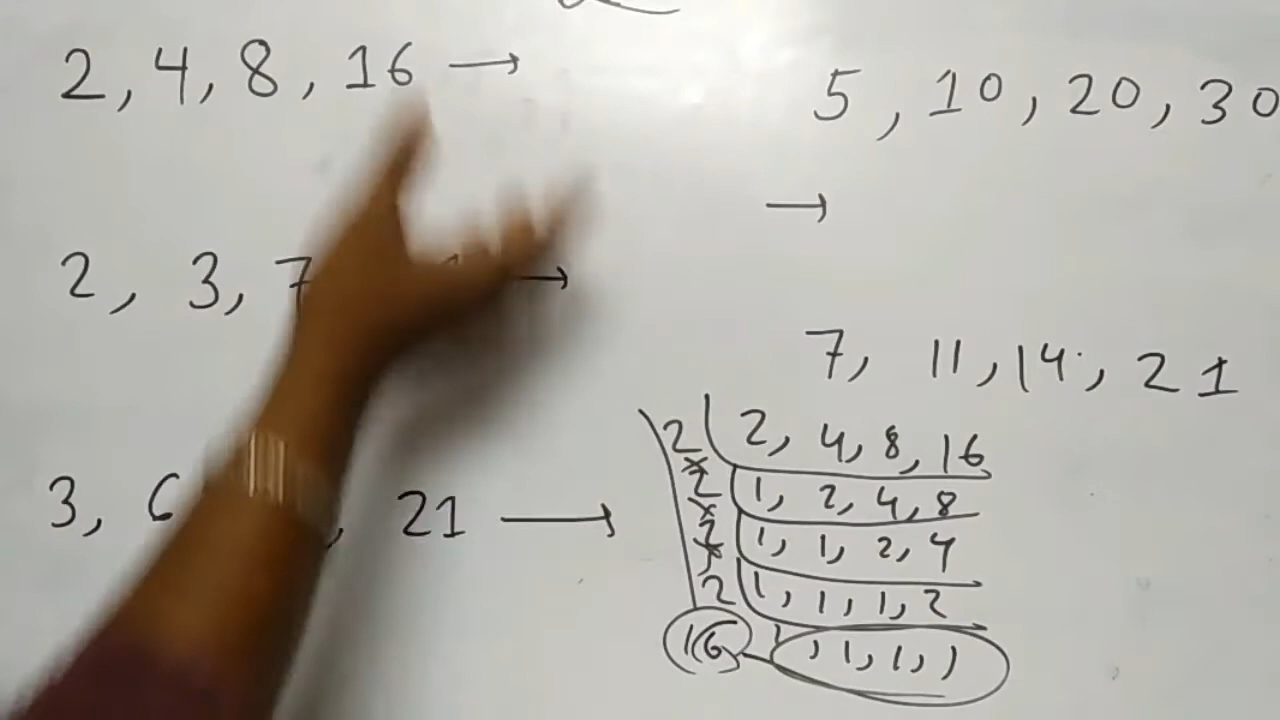 2, 4, 8, 16 →
5, 10, 20, 30
→
2, 3, 7 →
7, 11, 14, 21
3, 6 , 21 →
2 2, 4, 8, 16
×
2 1, 2, 4, 8
×
2 1, 1, 2, 4
×
2 1, 1, 1, 2
16 1, 1, 1, 1